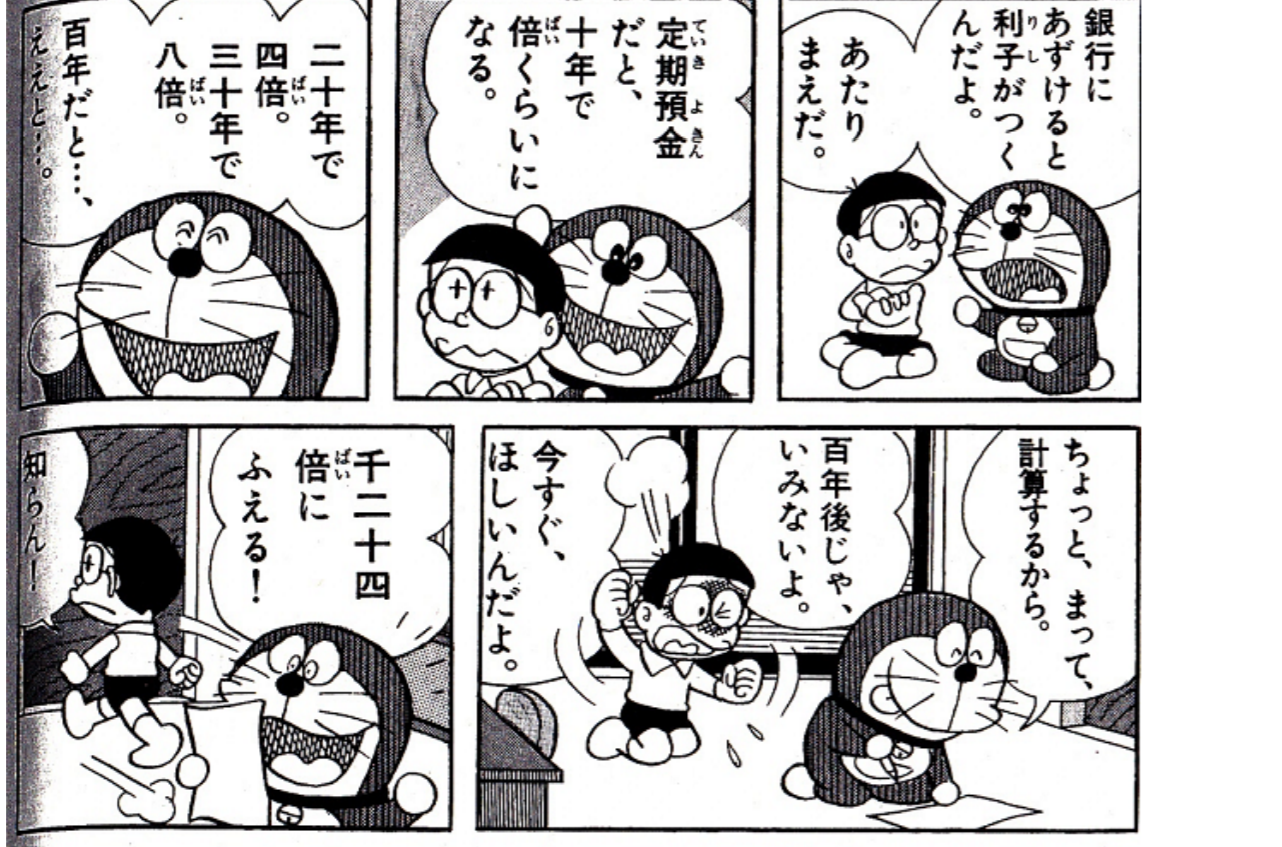 銀行に
あずけると
利子がつく
んだよ。
あたり
まえだ。
定期預金
だと、
十年で
倍くらいに
なる。
二十年で
四倍。
三十年で
八倍。
百年だと…、
ええと…。
ちょっと、まって、
計算するから。
百年後じゃ、
いみないよ。
今すぐ、
ほしいんだよ。
千二十四
倍に
ふえる!
知らん!